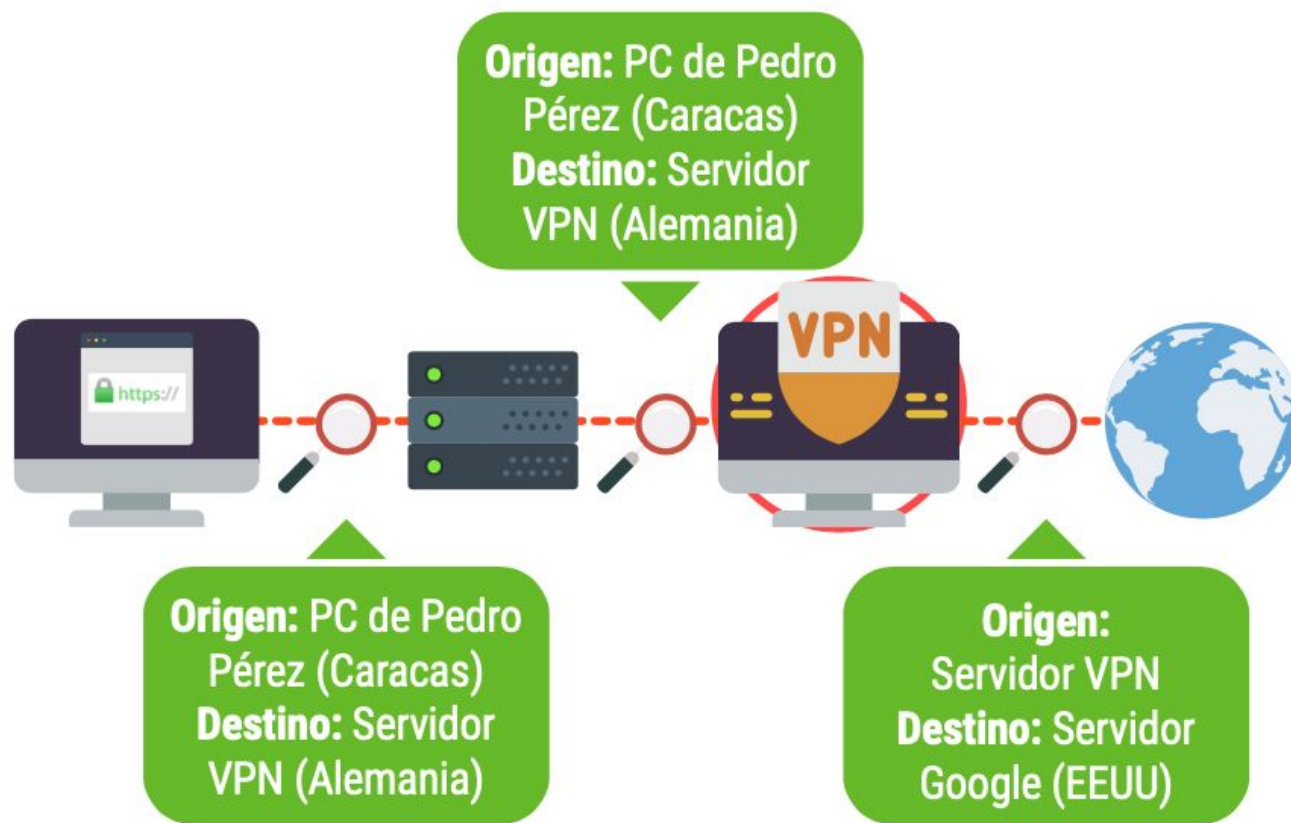 Origen: PC de Pedro
Pérez (Caracas)
Destino: Servidor
VPN (Alemania)
https://
VPN
Origen: PC de Pedro
Pérez (Caracas)
Destino: Servidor
VPN (Alemania)
Origen:
Servidor VPN
Destino: Servidor
Google (EEUU)